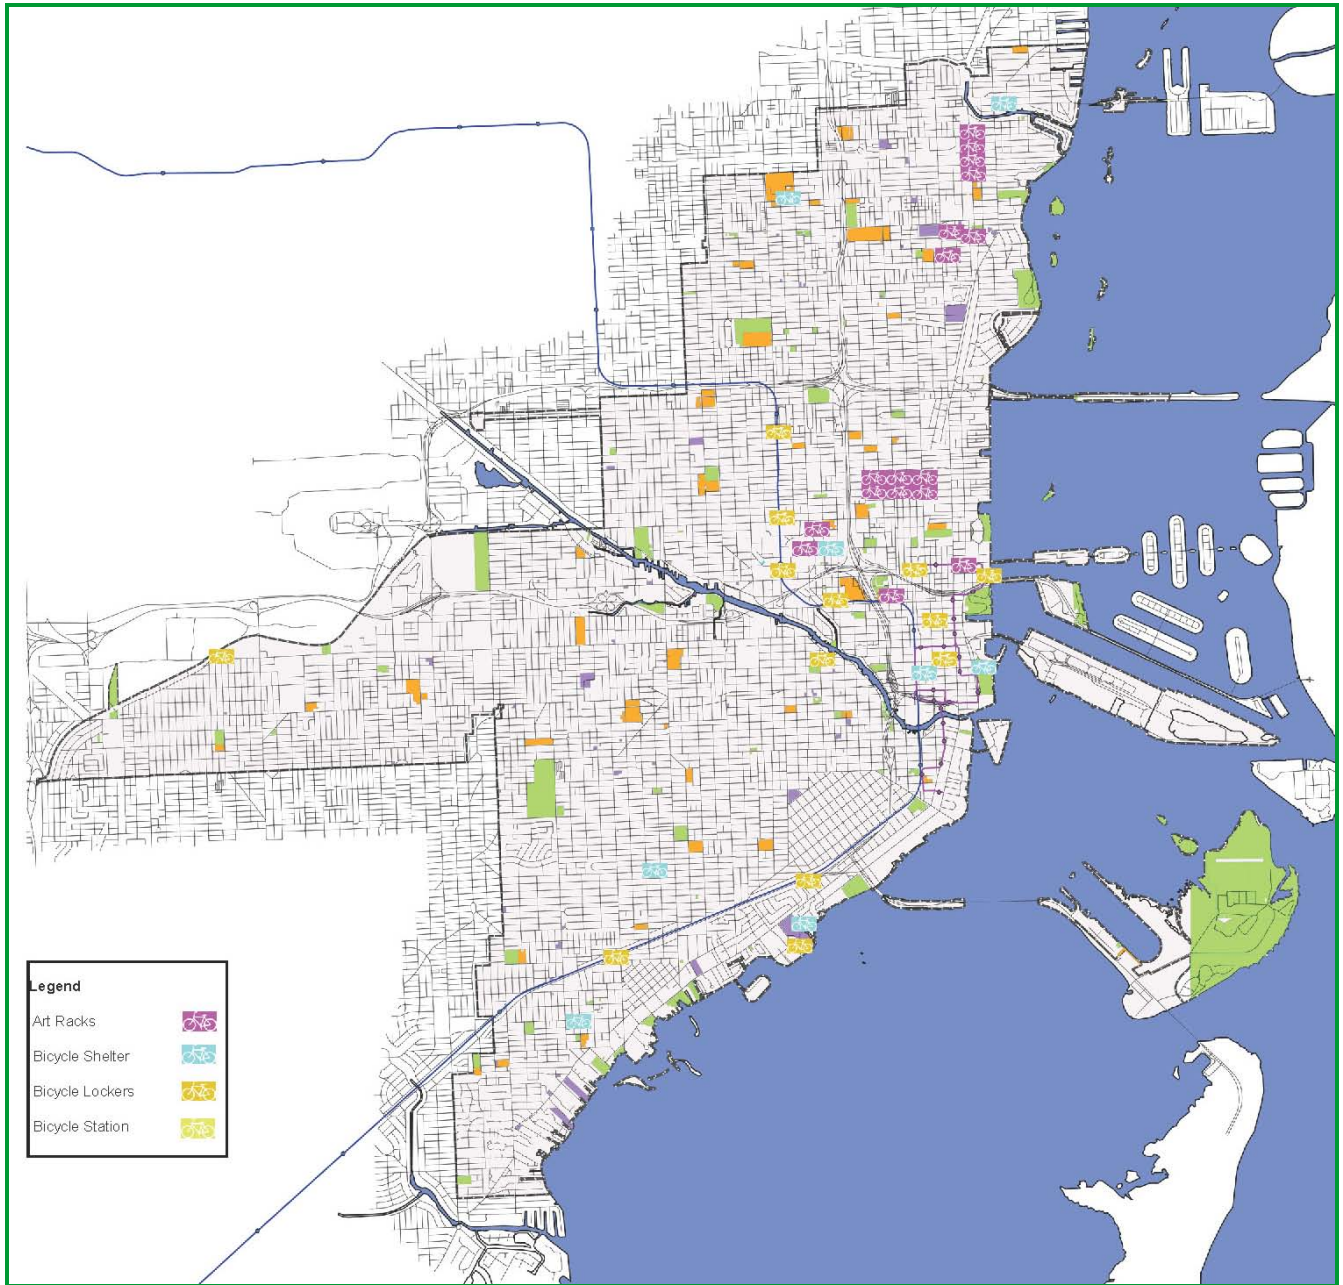 Legend
Art Racks
Bicycle Shelter
Bicycle Lockers
Bicycle Station